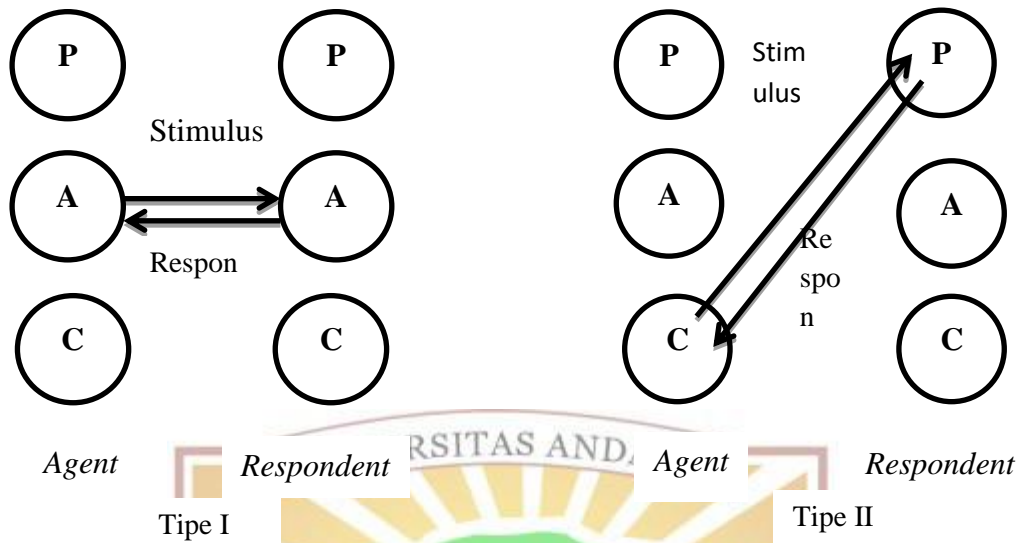 P P P Stim P
ulus
Stimulus
A A A A
Respon Re
spo
n
C C C C
RSITAS AND
Agent Respondent Agent Respondent
Tipe I Tipe II